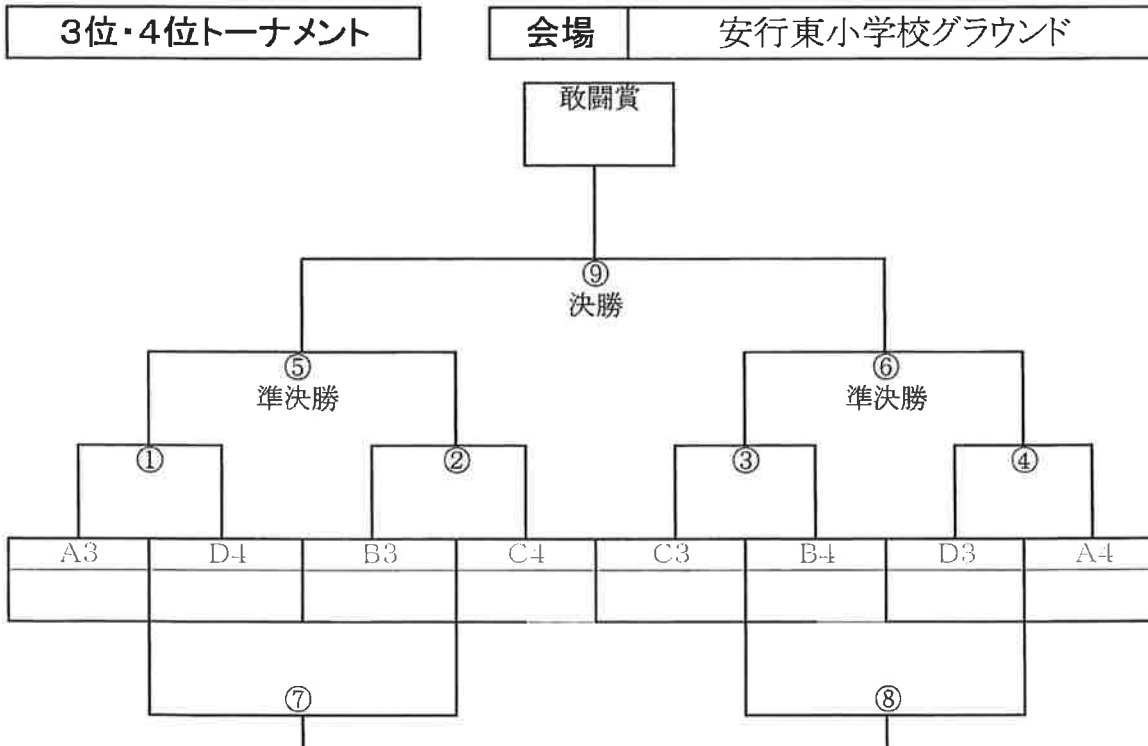 3位・4位トーナメント
会場 安行東小学校グラウンド
敢闘賞
⑨
決勝
⑤ ⑥
準決勝 準決勝
① ② ③ ④
A3 D4 B3 C4 C3 B4 D3 A4
⑦ ⑧